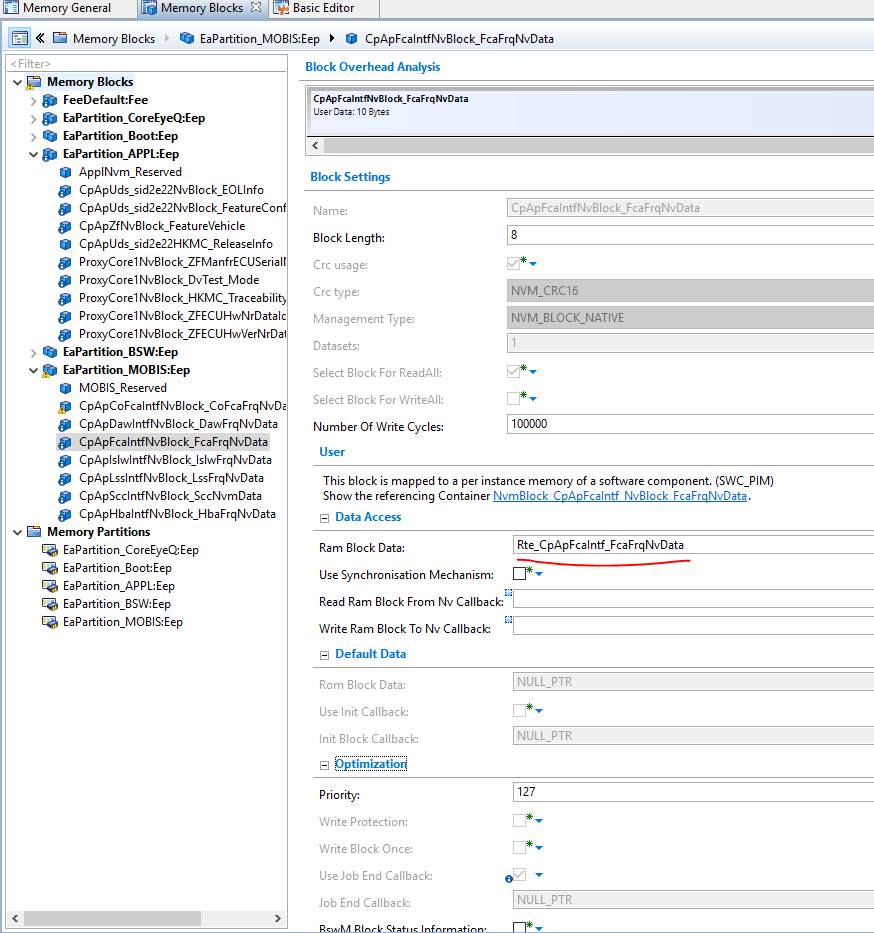 Memory General
Memory Blocks
Basic Editor
Memory Blocks
EaPartition_MOBIS:Eep
CpApFcaIntfNvBlock_FcaFrqNvData
<Filter>
Memory Blocks
FeeDefault:Fee
EaPartition_CoreEyeQ:Eep
EaPartition_Boot:Eep
EaPartition_APPL:Eep
ApplNvm_Reserved
CpApUds_sid2e22NvBlock_EOLInfo
CpApUds_sid2e22NvBlock_FeatureConf
CpApZfNvBlock_FeatureVehicle
CpApUds_sid2e22HKMC_ReleaseInfo
ProxyCore1NvBlock_ZFManfrECUSerialN
ProxyCore1NvBlock_DvTest_Mode
ProxyCore1NvBlock_HKMC_Traceability
ProxyCore1NvBlock_ZFECUHwNrDataId
ProxyCore1NvBlock_ZFECUHwVerNrDat
EaPartition_BSW:Eep
EaPartition_MOBIS:Eep
MOBIS_Reserved
CpApCoFcaIntfNvBlock_CoFcaFrqNvDa
CpApDawIntfNvBlock_DawFrqNvData
CpApFcaIntfNvBlock_FcaFrqNvData
CpApIslwIntfNvBlock_IslwFrqNvData
CpApLssIntfNvBlock_LssFrqNvData
CpApSccIntfNvBlock_SccNvmData
CpApHbaIntfNvBlock_HbaFrqNvData
Memory Partitions
EaPartition_CoreEyeQ:Eep
EaPartition_Boot:Eep
EaPartition_APPL:Eep
EaPartition_BSW:Eep
EaPartition_MOBIS:Eep
Block Overhead Analysis
CpApFcaIntfNvBlock_FcaFrqNvData
User Data: 10 Bytes
Block Settings
Name: CpApFcaIntfNvBlock_FcaFrqNvData
Block Length: 8
Crc usage:
Crc type: NVM_CRC16
Management Type: NVM_BLOCK_NATIVE
Datasets: 1
Select Block For ReadAll:
Select Block For WriteAll:
Number Of Write Cycles: 100000
User
This block is mapped to a per instance memory of a software component. (SWC_PIM)
Show the referencing Container NvmBlock_CpApFcaIntf_NvBlock_FcaFrqNvData.
Data Access
Ram Block Data: Rte_CpApFcaIntf_FcaFrqNvData
Use Synchronisation Mechanism:
Read Ram Block From Nv Callback:
Write Ram Block To Nv Callback:
Default Data
Rom Block Data: NULL_PTR
Use Init Callback:
Init Block Callback: NULL_PTR
Optimization
Priority: 127
Write Protection:
Write Block Once:
Use Job End Callback:
Job End Callback: NULL_PTR
BswM Block Status Information: